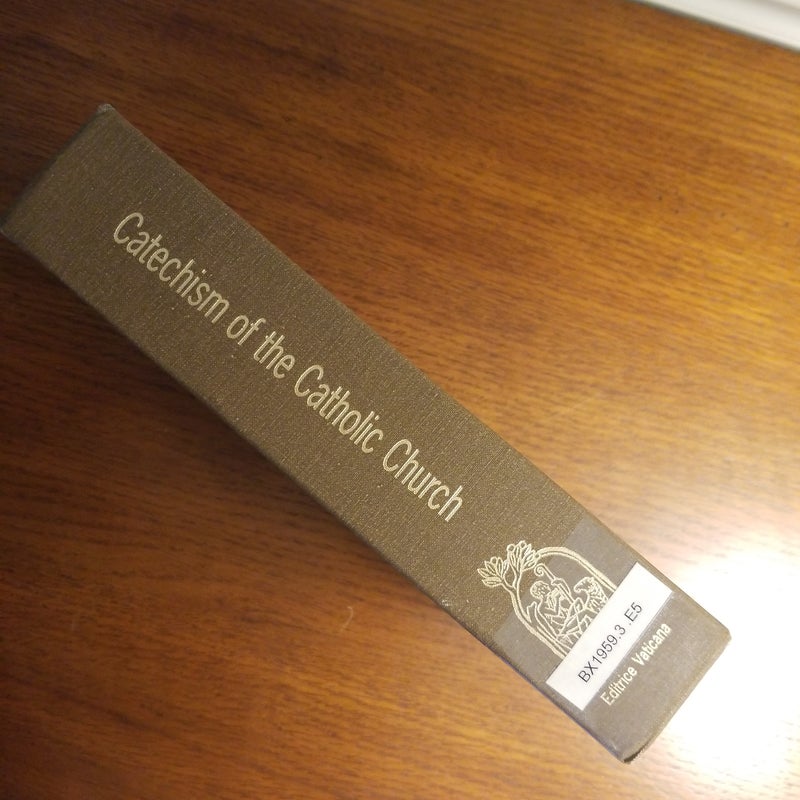 Catechism of the Catholic Church
BX1959.3 .E5
Editrice Vaticana